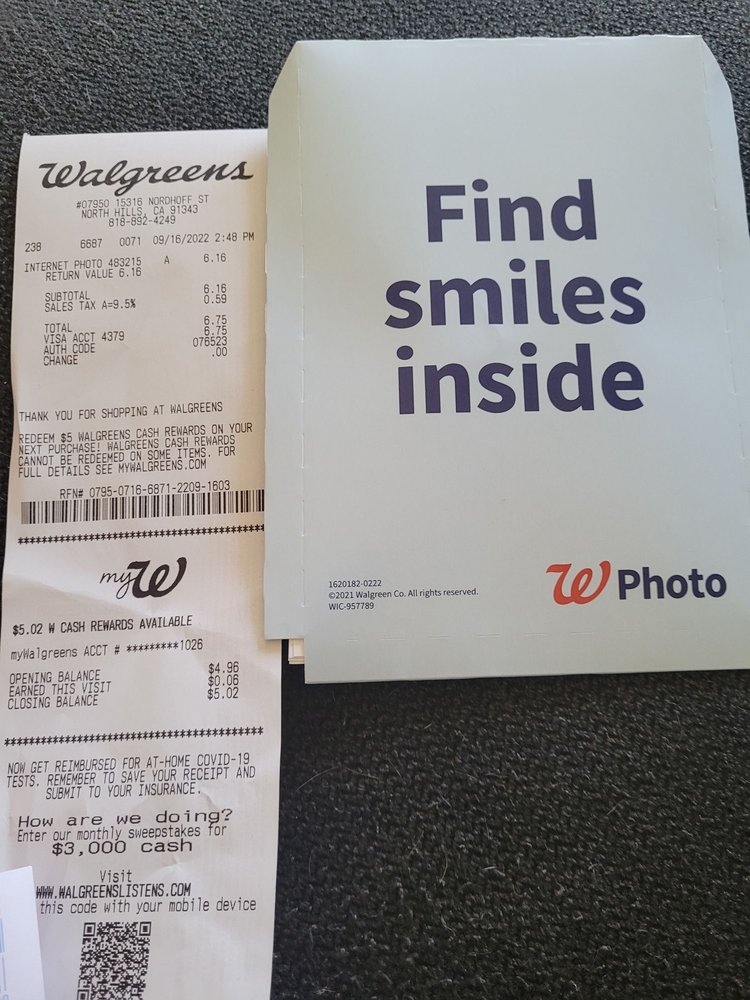 Walgreens
#07950 15316 NORDHOFF ST
NORTH HILLS, CA 91343
818-892-4249
238 6687 0071 09/16/2022 2:48 PM
INTERNET PHOTO 483215 A 6.16
RETURN VALUE 6.16
SUBTOTAL 6.16
SALES TAX A=9.5% 0.59
TOTAL 6.75
VISA ACCT 4379 6.75
AUTH CODE 076523
CHANGE .00
THANK YOU FOR SHOPPING AT WALGREENS
REDEEM $5 WALGREENS CASH REWARDS ON YOUR
NEXT PURCHASE! WALGREENS CASH REWARDS
CANNOT BE REDEEMED ON SOME ITEMS. FOR
FULL DETAILS SEE MYWALGREENS.COM
RFN# 0795-0716-6871-2209-1603
myW
$5.02 W CASH REWARDS AVAILABLE
myWalgreens ACCT # *********1026
OPENING BALANCE $4.96
EARNED THIS VISIT $0.06
CLOSING BALANCE $5.02
NOW GET REIMBURSED FOR AT-HOME COVID-19
TESTS. REMEMBER TO SAVE YOUR RECEIPT AND
SUBMIT TO YOUR INSURANCE.
How are we doing?
Enter our monthly sweepstakes for
$3,000 cash
Visit
WWW.WALGREENSLISTENS.COM
this code with your mobile device
Find
smiles
inside
1620182-0222
©2021 Walgreen Co. All rights reserved.
WIC-957789
W Photo